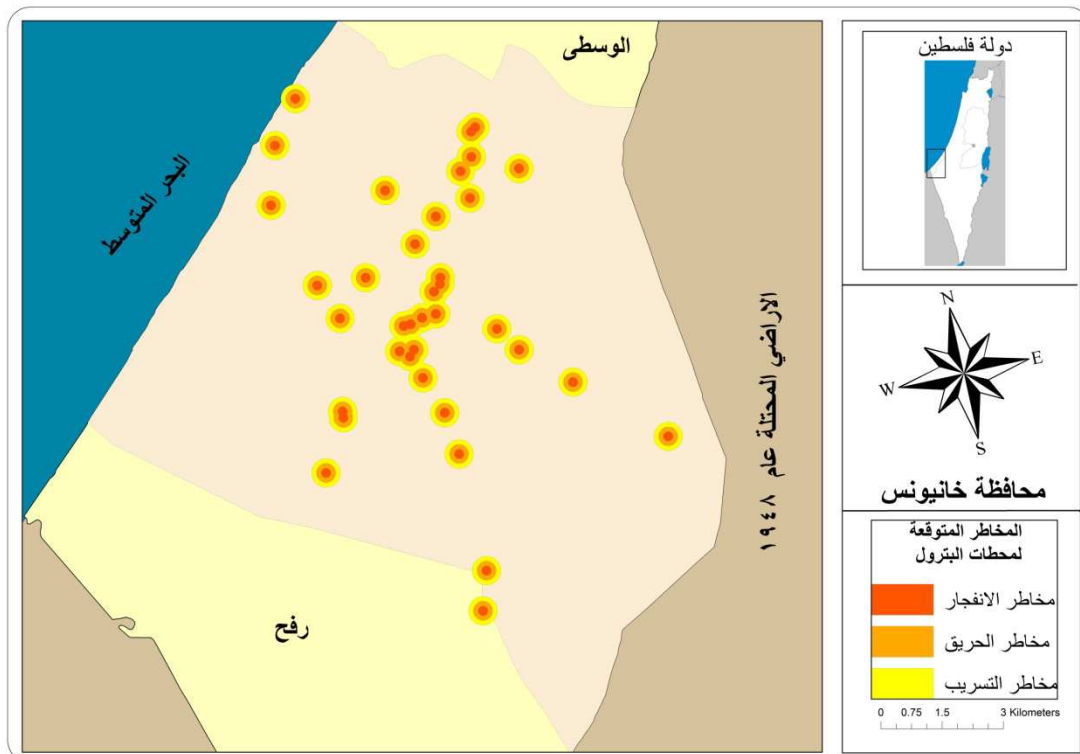 الوسطى
البحر المتوسط
الاراضي المحتلة عام ١٩٤٨
رفح
دولة فلسطين
N
E
W
S
محافظة خانيونس
المخاطر المتوقعة
لمحطات البترول
مخاطر الانفجار
مخاطر الحريق
مخاطر التسريب
0 0.75 1.5 3 Kilometers